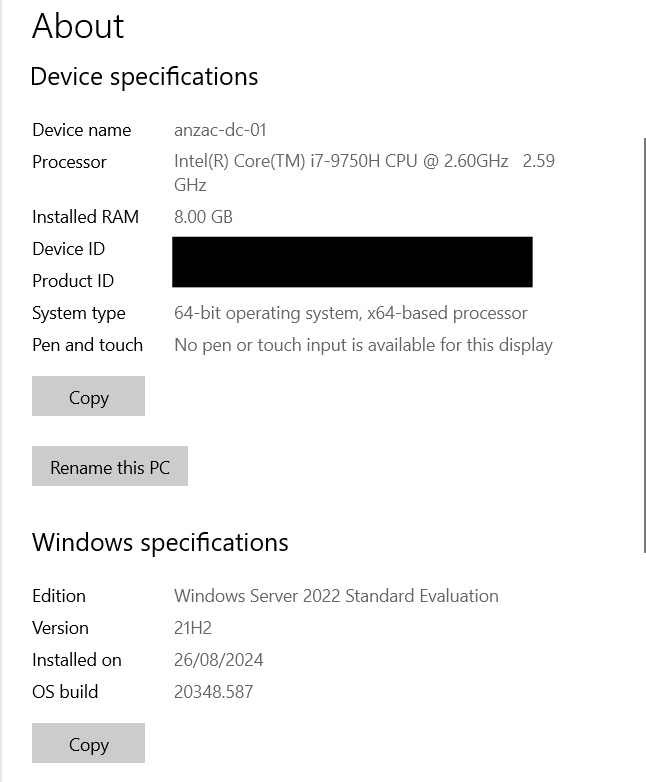 About
Device specifications
Device name anzac-dc-01
Processor Intel(R) Core(TM) i7-9750H CPU @ 2.60GHz 2.59
GHz
Installed RAM 8.00 GB
Device ID
Product ID
System type 64-bit operating system, x64-based processor
Pen and touch No pen or touch input is available for this display
Copy
Rename this PC
Windows specifications
Edition Windows Server 2022 Standard Evaluation
Version 21H2
Installed on 26/08/2024
OS build 20348.587
Copy